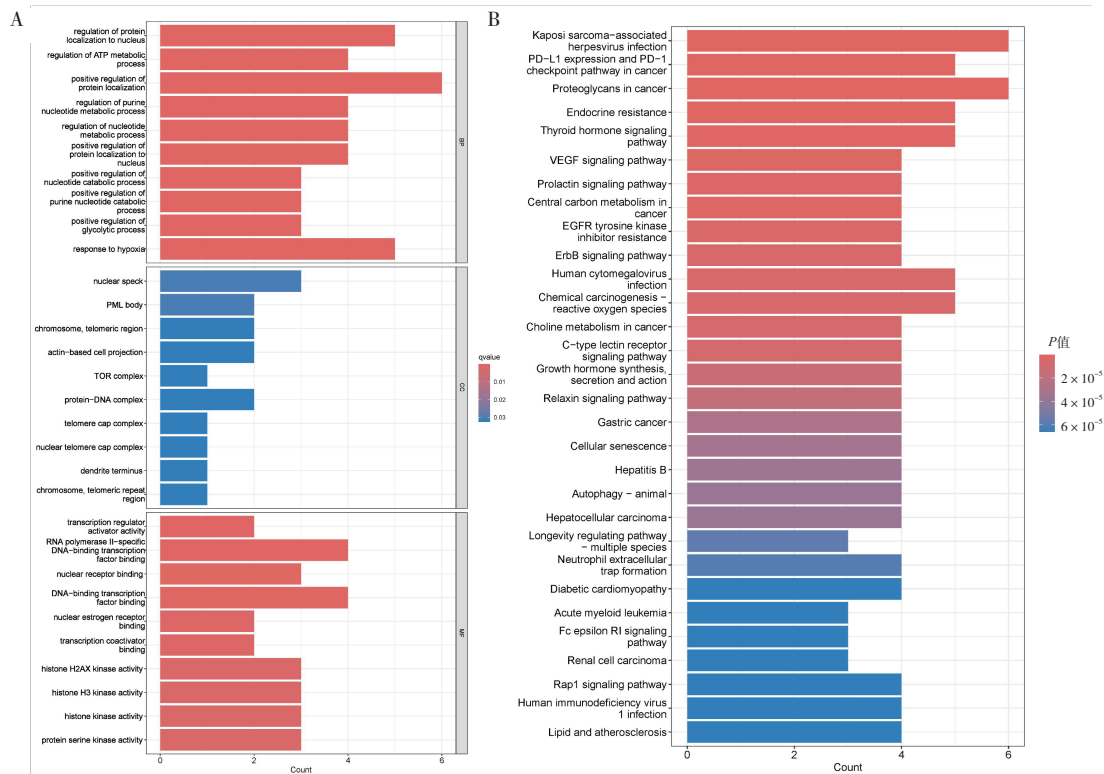 A
regulation of protein
localization to nucleus
regulation of ATP metabolic
process
positive regulation of
protein localization
regulation of purine
nucleotide metabolic process
regulation of nucleotide
metabolic process
positive regulation of
protein localization to
nucleus
positive regulation of
nucleotide catabolic process
positive regulation of
purine nucleotide catabolic
process
positive regulation of
glycolytic process
response to hypoxia
BP
nuclear speck
PML body
chromosome, telomeric region
actin-based cell projection
TOR complex
protein-DNA complex
telomere cap complex
nuclear telomere cap complex
dendrite terminus
chromosome, telomeric repeat
region
CC
transcription regulator
activator activity
RNA polymerase II-specific
DNA-binding transcription
factor binding
nuclear receptor binding
DNA-binding transcription
factor binding
nuclear estrogen receptor
binding
transcription coactivator
binding
histone H2AX kinase activity
histone H3 kinase activity
histone kinase activity
protein serine kinase activity
MF
0 2 4 6
Count
qvalue
0.01
0.02
0.03
B
Kaposi sarcoma-associated
herpesvirus infection
PD-L1 expression and PD-1
checkpoint pathway in cancer
Proteoglycans in cancer
Endocrine resistance
Thyroid hormone signaling
pathway
VEGF signaling pathway
Prolactin signaling pathway
Central carbon metabolism in
cancer
EGFR tyrosine kinase
inhibitor resistance
ErbB signaling pathway
Human cytomegalovirus
infection
Chemical carcinogenesis -
reactive oxygen species
Choline metabolism in cancer
C-type lectin receptor
signaling pathway
Growth hormone synthesis,
secretion and action
Relaxin signaling pathway
Gastric cancer
Cellular senescence
Hepatitis B
Autophagy - animal
Hepatocellular carcinoma
Longevity regulating pathway
- multiple species
Neutrophil extracellular
trap formation
Diabetic cardiomyopathy
Acute myeloid leukemia
Fc epsilon RI signaling
pathway
Renal cell carcinoma
Rap1 signaling pathway
Human immunodeficiency virus
1 infection
Lipid and atherosclerosis
0 2 4 6
Count
P值
2×10⁻⁵
4×10⁻⁵
6×10⁻⁵